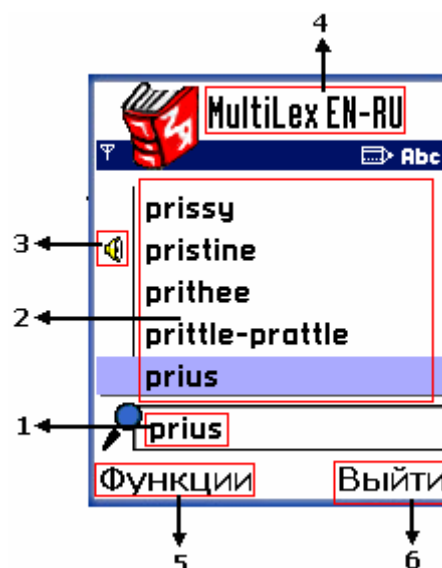 4
MultiLex EN-RU
Abc
prissy
3 pristine
prithee
2 prittle-prattle
prius
1 prius
Функции Выйти
5 6